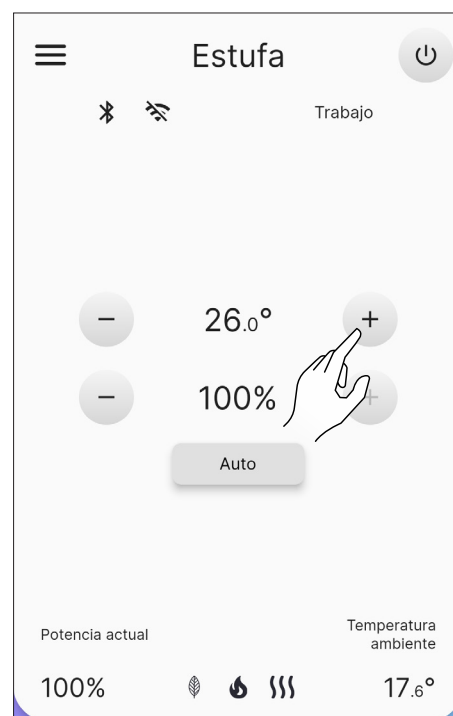 Estufa
Trabajo
− 26.0° +
− 100% +
Auto
Potencia actual
Temperatura
ambiente
100%
17.6°